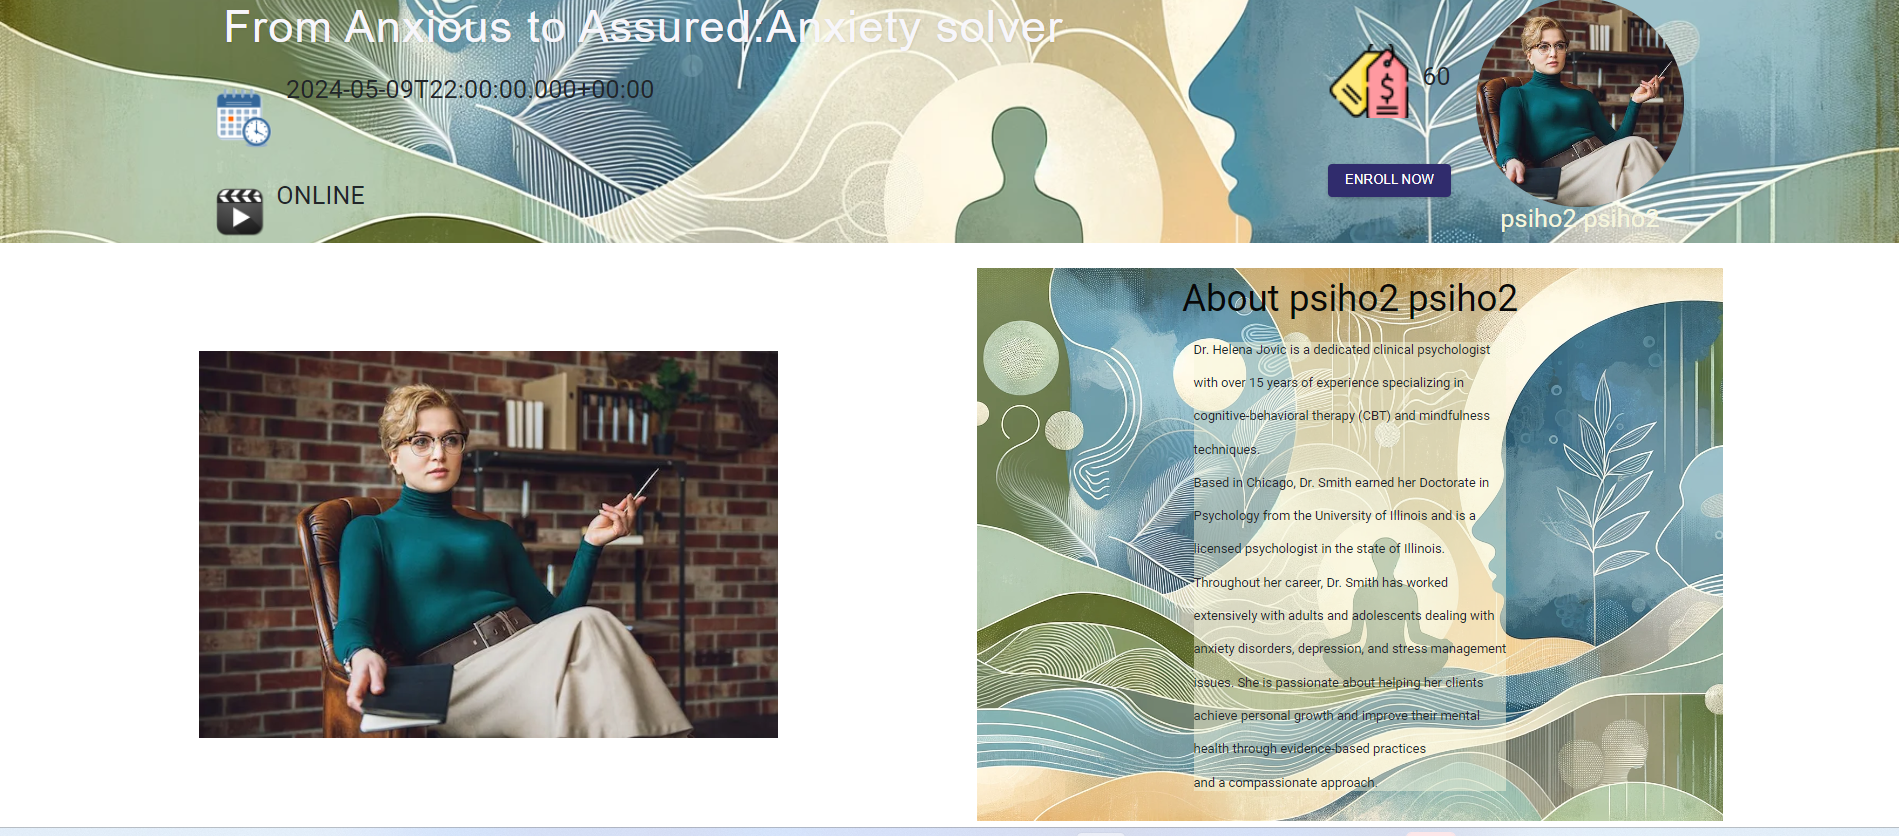 From Anxious to Assured:Anxiety solver
2024-05-09T22:00:00.000+00:00
60
ENROLL NOW
ONLINE
psiho2 psiho2
About psiho2 psiho2
Dr. Helena Jovic is a dedicated clinical psychologist
with over 15 years of experience specializing in
cognitive-behavioral therapy (CBT) and mindfulness
techniques.
Based in Chicago, Dr. Smith earned her Doctorate in
Psychology from the University of Illinois and is a
licensed psychologist in the state of Illinois.
Throughout her career, Dr. Smith has worked
extensively with adults and adolescents dealing with
anxiety disorders, depression, and stress management
issues. She is passionate about helping her clients
achieve personal growth and improve their mental
health through evidence-based practices
and a compassionate approach.